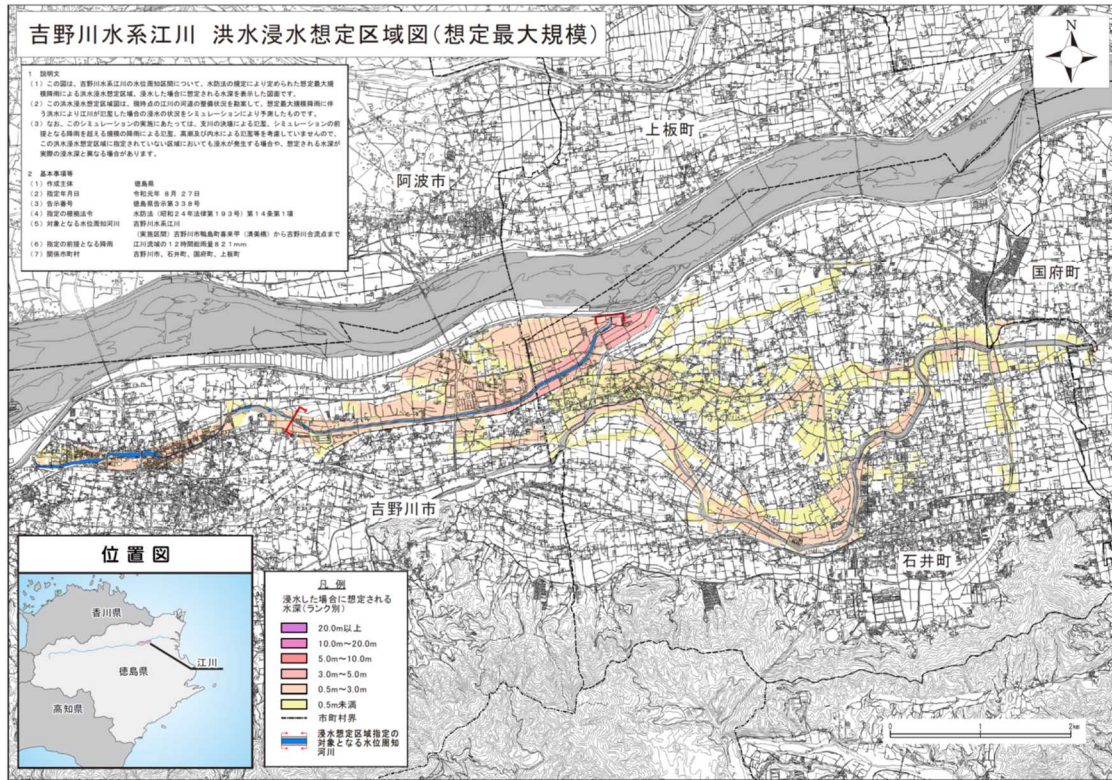 吉野川水系江川 洪水浸水想定区域図(想定最大規模)
1 説明文
(1) この図は、吉野川水系江川の水位周知区間について、水防法の規定により定められた想定最大規
模降雨による洪水浸水想定区域、浸水した場合に想定される水深を表示した図面です。
(2) この洪水浸水想定区域図は、現時点の江川の河道の整備状況を勘案して、想定最大規模降雨に伴
う洪水により江川が氾濫した場合の浸水の状況をシミュレーションにより予測したものです。
(3) なお、このシミュレーションの実施にあたっては、支川の決壊による氾濫、シミュレーションの前
提となる降雨を超える規模の降雨による氾濫、高潮及び内水による氾濫等を考慮していませんので、
この洪水浸水想定区域に指定されていない区域においても浸水が発生する場合や、想定される水深が
実際の浸水深と異なる場合があります。
2 基本事項等
(1) 作成主体 徳島県
(2) 指定年月日 令和元年 8月 27日
(3) 告示番号 徳島県告示第338号
(4) 指定の根拠法令 水防法(昭和24年法律第193号)第14条第1項
(5) 対象となる水位周知河川 吉野川水系江川
(実施区間)吉野川市鴨島町喜来甲(清美橋)から吉野川合流点まで
(6) 指定の前提となる降雨 江川流域の12時間総雨量821mm
(7) 関係市町村 吉野川市、石井町、国府町、上板町
N
上板町
阿波市
国府町
吉野川市
石井町
位置図
香川県
江川
徳島県
高知県
凡 例
浸水した場合に想定される
水深(ランク別)
20.0m以上
10.0m~20.0m
5.0m~10.0m
3.0m~5.0m
0.5m~3.0m
0.5m未満
市町村界
浸水想定区域指定の
対象となる水位周知
河川
0 1 2km